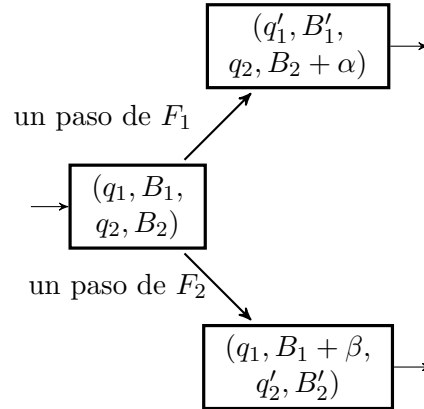 (q′₁, B′₁,
q₂, B₂ + α)
un paso de F₁
(q₁, B₁,
q₂, B₂)
un paso de F₂
(q₁, B₁ + β,
q′₂, B′₂)